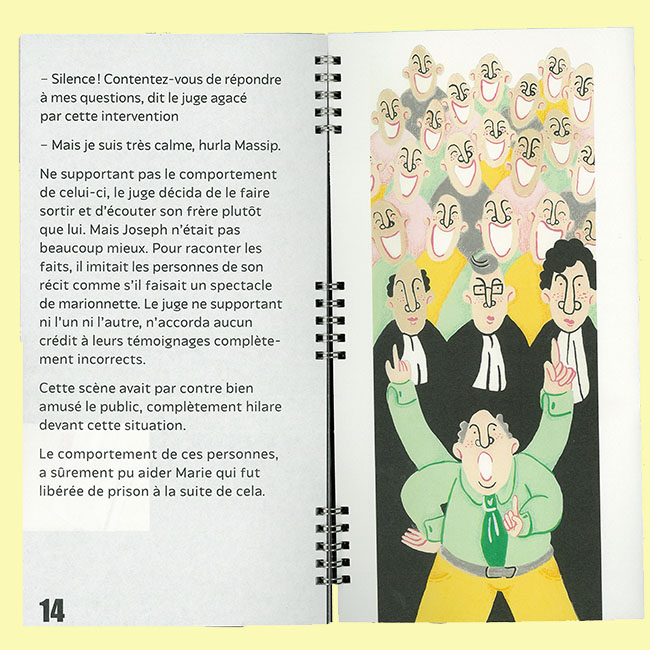 – Silence ! Contentez-vous de répondre
à mes questions, dit le juge agacé
par cette intervention
– Mais je suis très calme, hurla Massip.
Ne supportant pas le comportement
de celui-ci, le juge décida de le faire
sortir et d'écouter son frère plutôt
que lui. Mais Joseph n'était pas
beaucoup mieux. Pour raconter les
faits, il imitait les personnes de son
récit comme s'il faisait un spectacle
de marionnette. Le juge ne supportant
ni l'un ni l'autre, n'accorda aucun
crédit à leurs témoignages complète-
ment incorrects.
Cette scène avait par contre bien
amusé le public, complètement hilare
devant cette situation.
Le comportement de ces personnes,
a sûrement pu aider Marie qui fut
libérée de prison à la suite de cela.
14